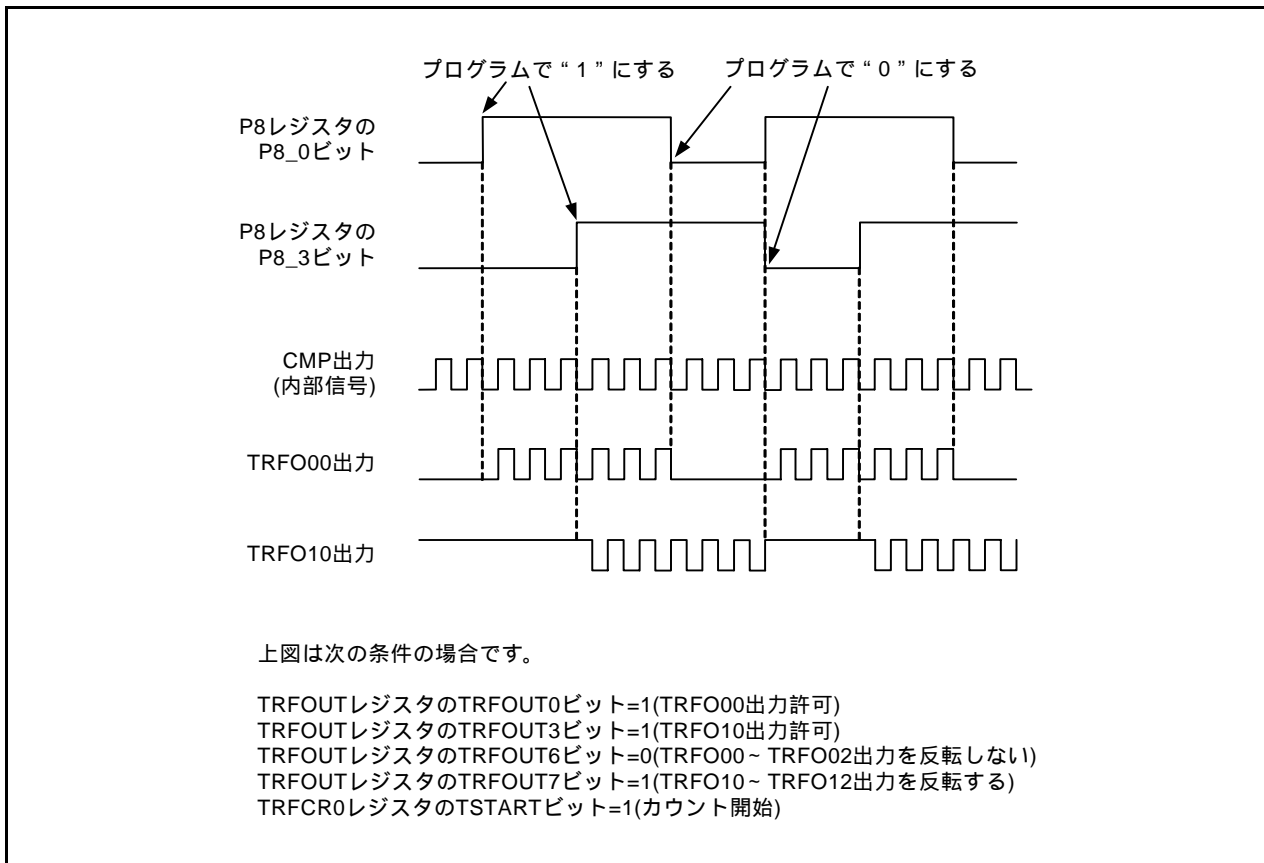 プログラムで“1”にする プログラムで“0”にする
P8レジスタの
P8_0ビット
P8レジスタの
P8_3ビット
CMP出力
(内部信号)
TRFO00出力
TRFO10出力
上図は次の条件の場合です。
TRFOUTレジスタのTRFOUT0ビット=1(TRFO00出力許可)
TRFOUTレジスタのTRFOUT3ビット=1(TRFO10出力許可)
TRFOUTレジスタのTRFOUT6ビット=0(TRFO00~TRFO02出力を反転しない)
TRFOUTレジスタのTRFOUT7ビット=1(TRFO10~TRFO12出力を反転する)
TRFCR0レジスタのTSTARTビット=1(カウント開始)